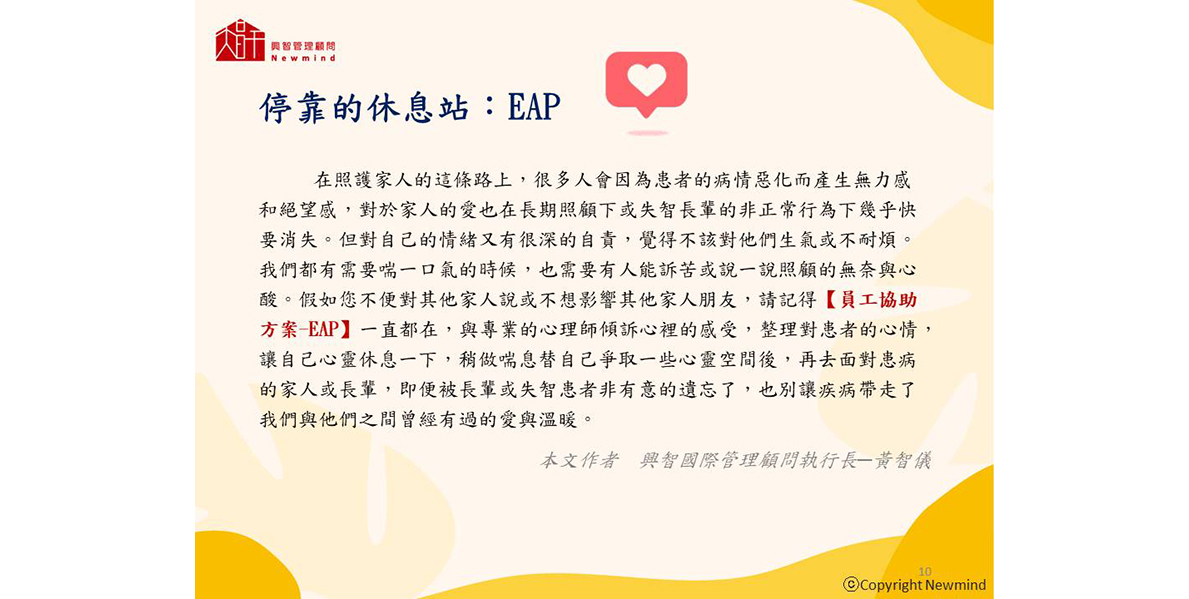 興智管理顧問
Newmind
停靠的休息站：EAP
在照護家人的這條路上，很多人會因為患者的病情惡化而產生無力感
和絕望感，對於家人的愛也在長期照顧下或失智長輩的非正常行為下幾乎快
要消失。但對自己的情緒又有很深的自責，覺得不該對他們生氣或不耐煩。
我們都有需要喘一口氣的時候，也需要有人能訴苦或說一說照顧的無奈與心
酸。假如您不便對其他家人說或不想影響其他家人朋友，請記得【員工協助
方案-EAP】一直都在，與專業的心理師傾訴心裡的感受，整理對患者的心情，
讓自己心靈休息一下，稍做喘息替自己爭取一些心靈空間後，再去面對患病
的家人或長輩，即便被長輩或失智患者非有意的遺忘了，也別讓疾病帶走了
我們與他們之間曾經有過的愛與溫暖。
本文作者　興智國際管理顧問執行長—黃智儀
10
ⓒCopyright Newmind